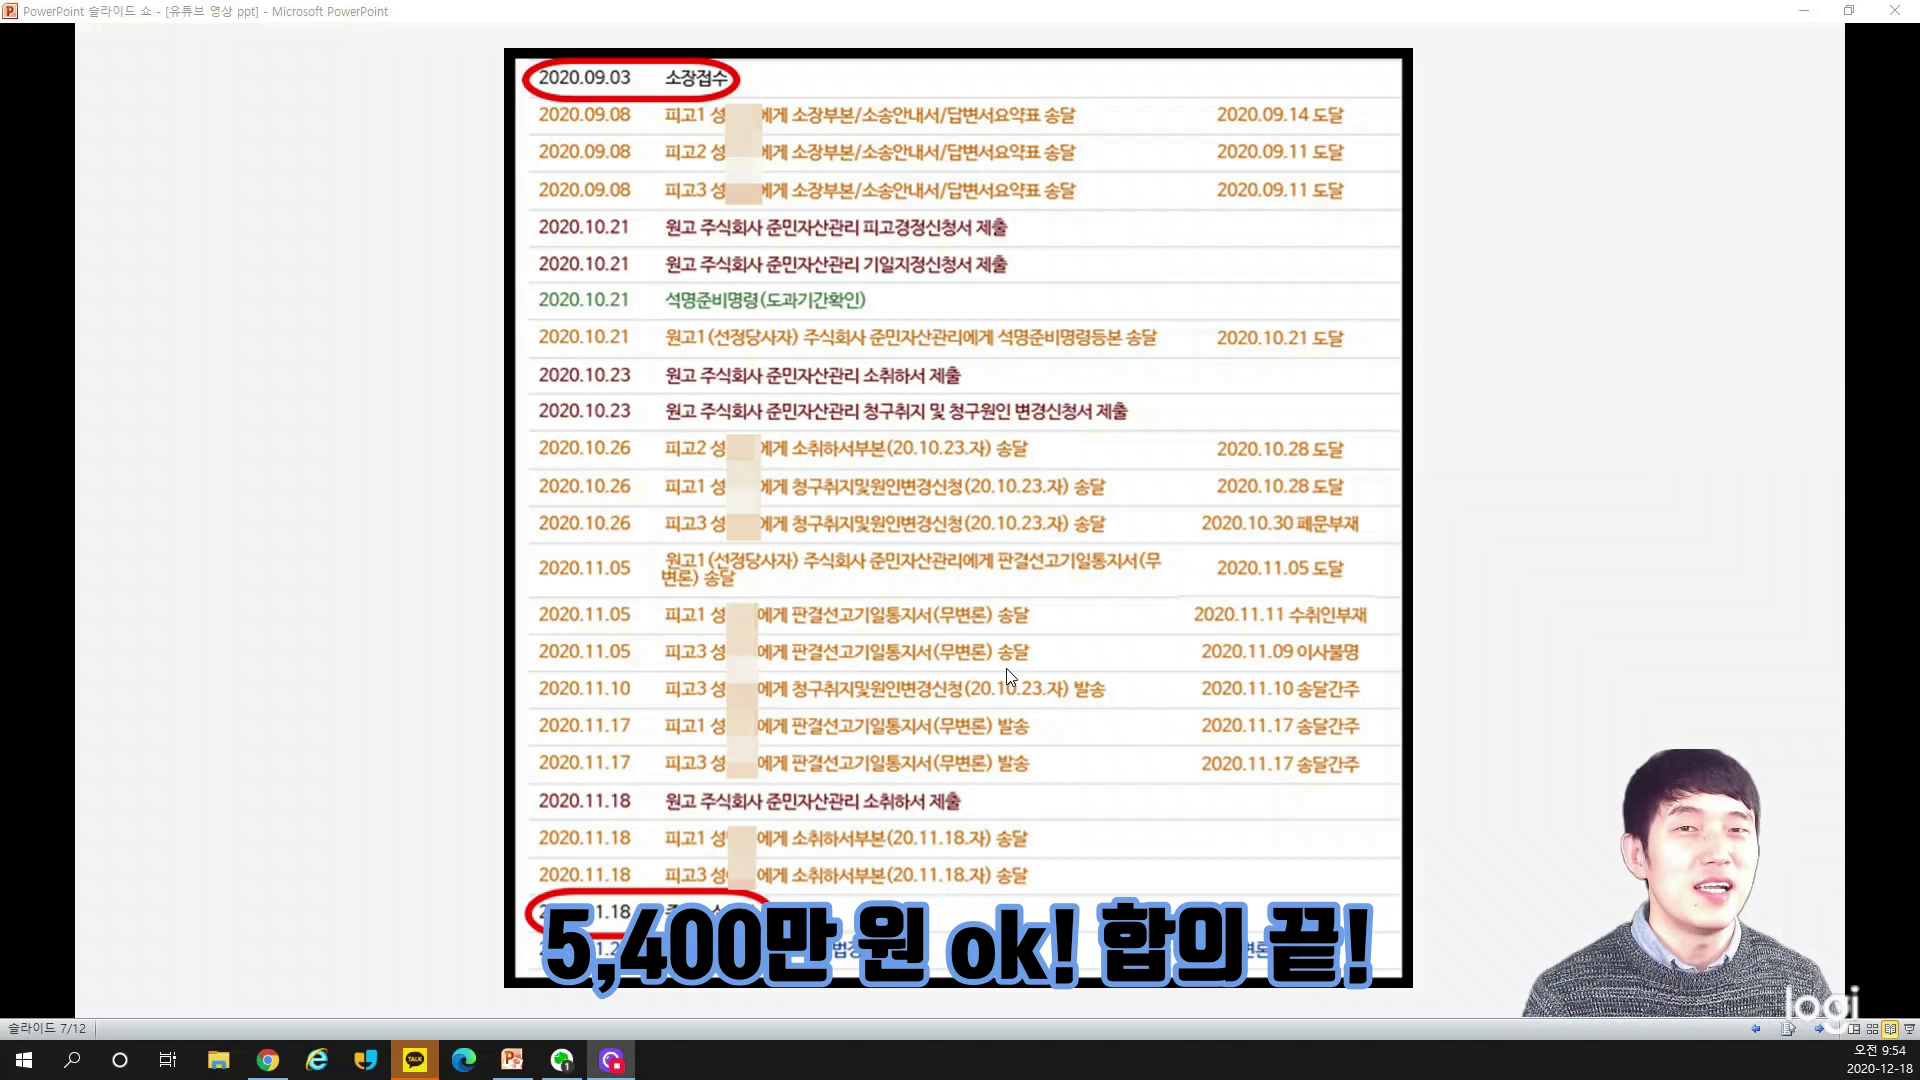 PowerPoint 슬라이드 쇼 - [유튜브 영상 ppt] - Microsoft PowerPoint
2020.09.03 소장접수
2020.09.08 피고1 성 에게 소장부본/소송안내서/답변서요약표 송달 2020.09.14 도달
2020.09.08 피고2 성 에게 소장부본/소송안내서/답변서요약표 송달 2020.09.11 도달
2020.09.08 피고3 성 에게 소장부본/소송안내서/답변서요약표 송달 2020.09.11 도달
2020.10.21 원고 주식회사 준민자산관리 피고경정신청서 제출
2020.10.21 원고 주식회사 준민자산관리 기일지정신청서 제출
2020.10.21 석명준비명령(도과기간확인)
2020.10.21 원고1(선정당사자) 주식회사 준민자산관리에게 석명준비명령등본 송달 2020.10.21 도달
2020.10.23 원고 주식회사 준민자산관리 소취하서 제출
2020.10.23 원고 주식회사 준민자산관리 청구취지 및 청구원인 변경신청서 제출
2020.10.26 피고2 성 에게 소취하서부본(20.10.23.자) 송달 2020.10.28 도달
2020.10.26 피고1 성 에게 청구취지및원인변경신청(20.10.23.자) 송달 2020.10.28 도달
2020.10.26 피고3 성 에게 청구취지및원인변경신청(20.10.23.자) 송달 2020.10.30 폐문부재
2020.11.05 원고1(선정당사자) 주식회사 준민자산관리에게 판결선고기일통지서(무
변론) 송달 2020.11.05 도달
2020.11.05 피고1 성 에게 판결선고기일통지서(무변론) 송달 2020.11.11 수취인부재
2020.11.05 피고3 성 에게 판결선고기일통지서(무변론) 송달 2020.11.09 이사불명
2020.11.10 피고3 성 에게 청구취지및원인변경신청(20.10.23.자) 발송 2020.11.10 송달간주
2020.11.17 피고1 성 에게 판결선고기일통지서(무변론) 발송 2020.11.17 송달간주
2020.11.17 피고3 성 에게 판결선고기일통지서(무변론) 발송 2020.11.17 송달간주
2020.11.18 원고 주식회사 준민자산관리 소취하서 제출
2020.11.18 피고1 성 에게 소취하서부본(20.11.18.자) 송달
2020.11.18 피고3 성 에게 소취하서부본(20.11.18.자) 송달
5,400만 원 ok! 합의 끝!
logi
슬라이드 7/12
TALK
오전 9:54
2020-12-18